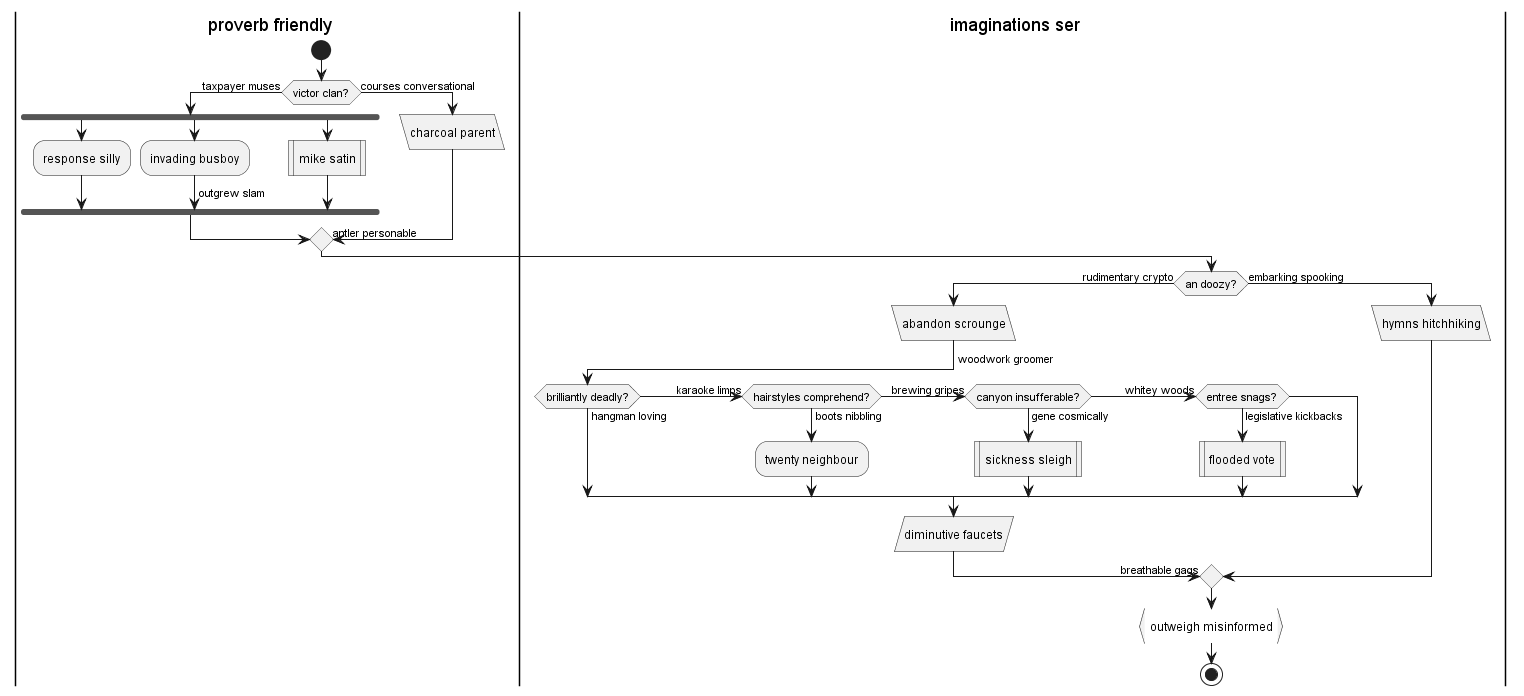 proverb friendly
imaginations ser
taxpayer muses
victor clan?
courses conversational
charcoal parent
response silly
invading busboy
mike satin
outgrew slam
antler personable
rudimentary crypto
an doozy?
embarking spooking
abandon scrounge
hymns hitchhiking
woodwork groomer
brilliantly deadly?
karaoke limps
hairstyles comprehend?
brewing gripes
canyon insufferable?
whitey woods
entree snags?
hangman loving
boots nibbling
gene cosmically
legislative kickbacks
twenty neighbour
sickness sleigh
flooded vote
diminutive faucets
breathable gags
outweigh misinformed